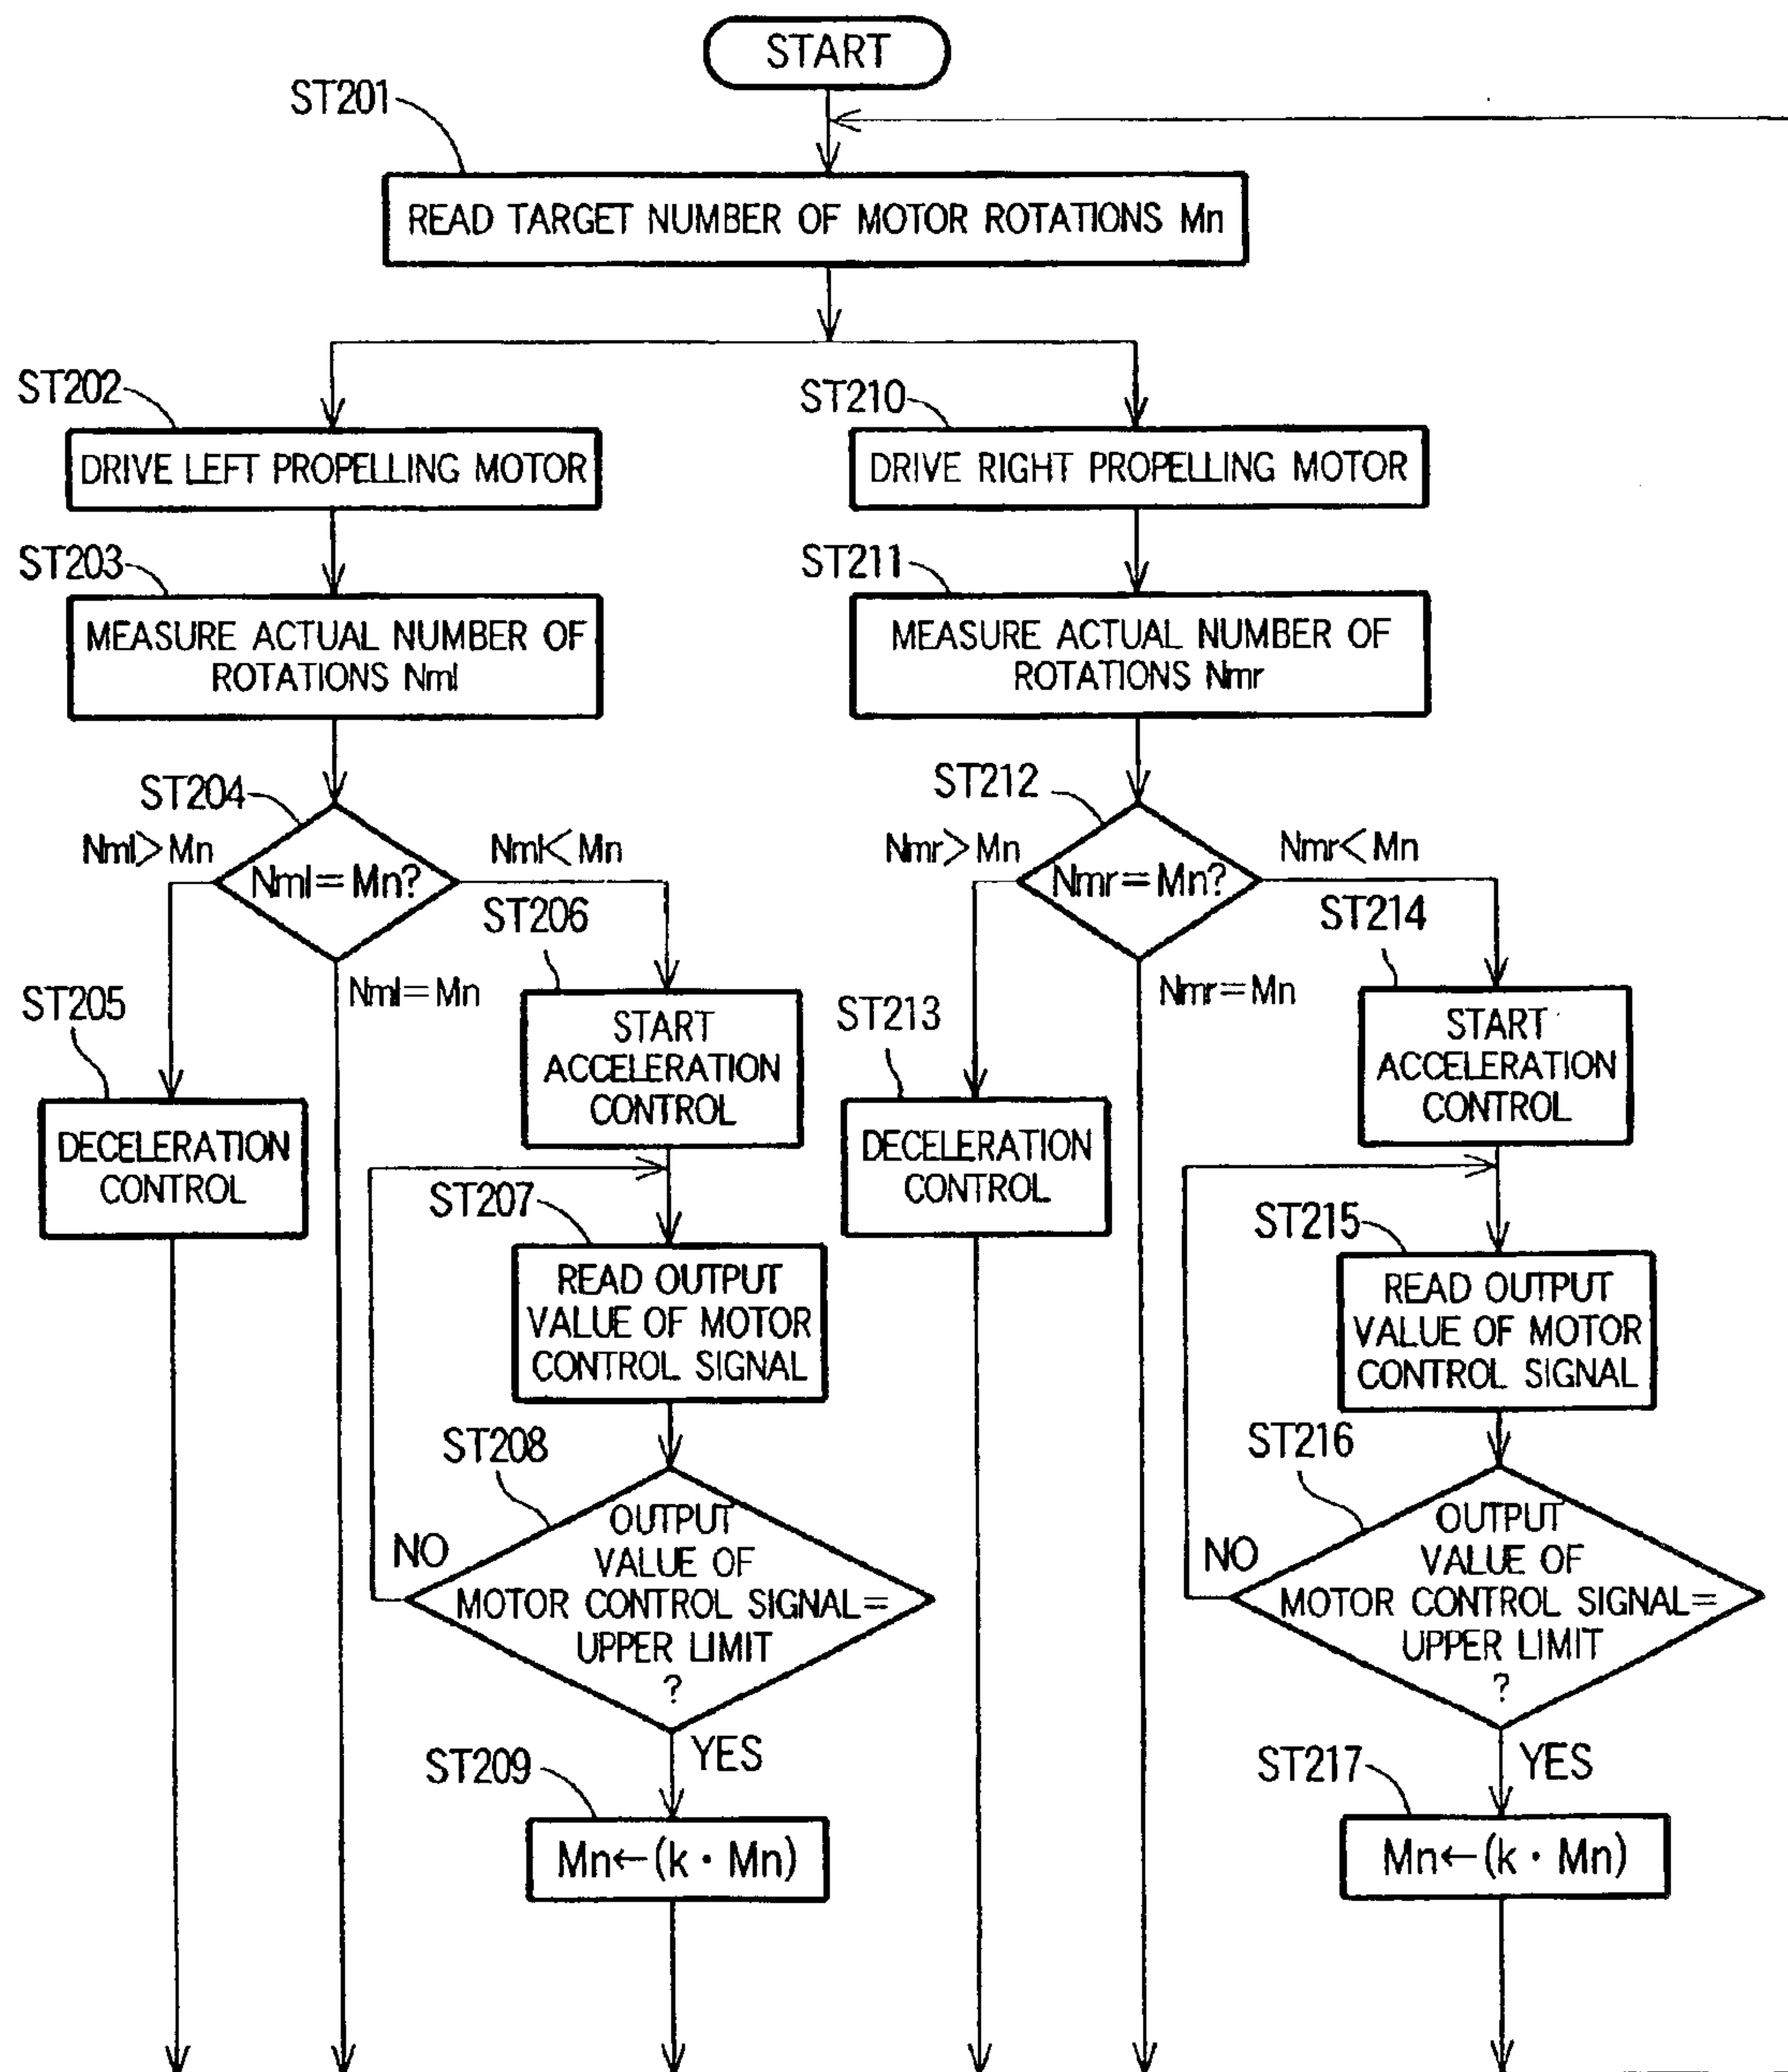 START
ST201
READ TARGET NUMBER OF MOTOR ROTATIONS Mn
ST202
DRIVE LEFT PROPELLING MOTOR
ST203
MEASURE ACTUAL NUMBER OF
ROTATIONS Nml
ST204
Nml>Mn
Nml=Mn?
Nml<Mn
Nml=Mn
ST205
DECELERATION
CONTROL
ST206
START
ACCELERATION
CONTROL
ST207
READ OUTPUT
VALUE OF MOTOR
CONTROL SIGNAL
ST208
OUTPUT
VALUE OF
MOTOR CONTROL SIGNAL=
UPPER LIMIT
?
NO
YES
ST209
Mn←(k・Mn)
ST210
DRIVE RIGHT PROPELLING MOTOR
ST211
MEASURE ACTUAL NUMBER OF
ROTATIONS Nmr
ST212
Nmr>Mn
Nmr=Mn?
Nmr<Mn
Nmr=Mn
ST213
DECELERATION
CONTROL
ST214
START
ACCELERATION
CONTROL
ST215
READ OUTPUT
VALUE OF MOTOR
CONTROL SIGNAL
ST216
OUTPUT
VALUE OF
MOTOR CONTROL SIGNAL=
UPPER LIMIT
?
NO
YES
ST217
Mn←(k・Mn)